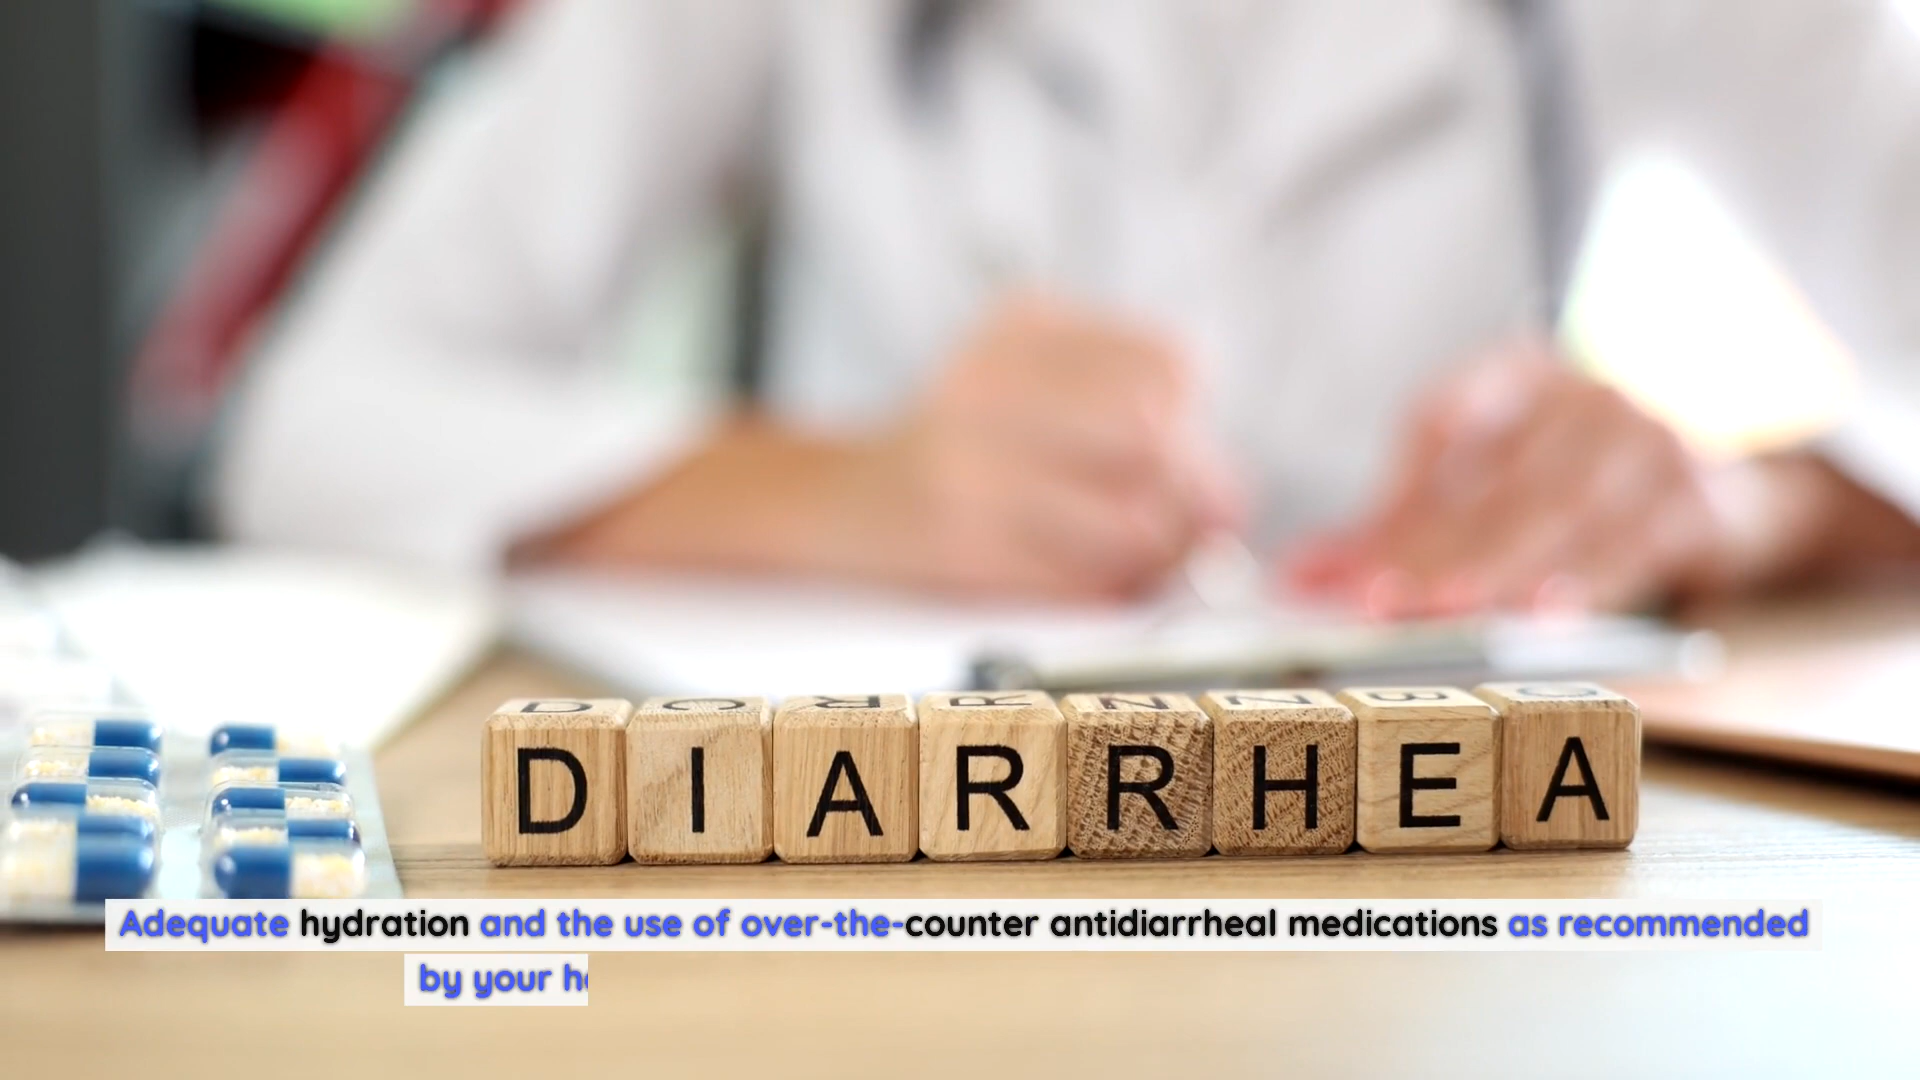 D C R R Z Z B C
DIARRHEA
Adequate hydration and the use of over-the-counter antidiarrheal medications as recommended
by your